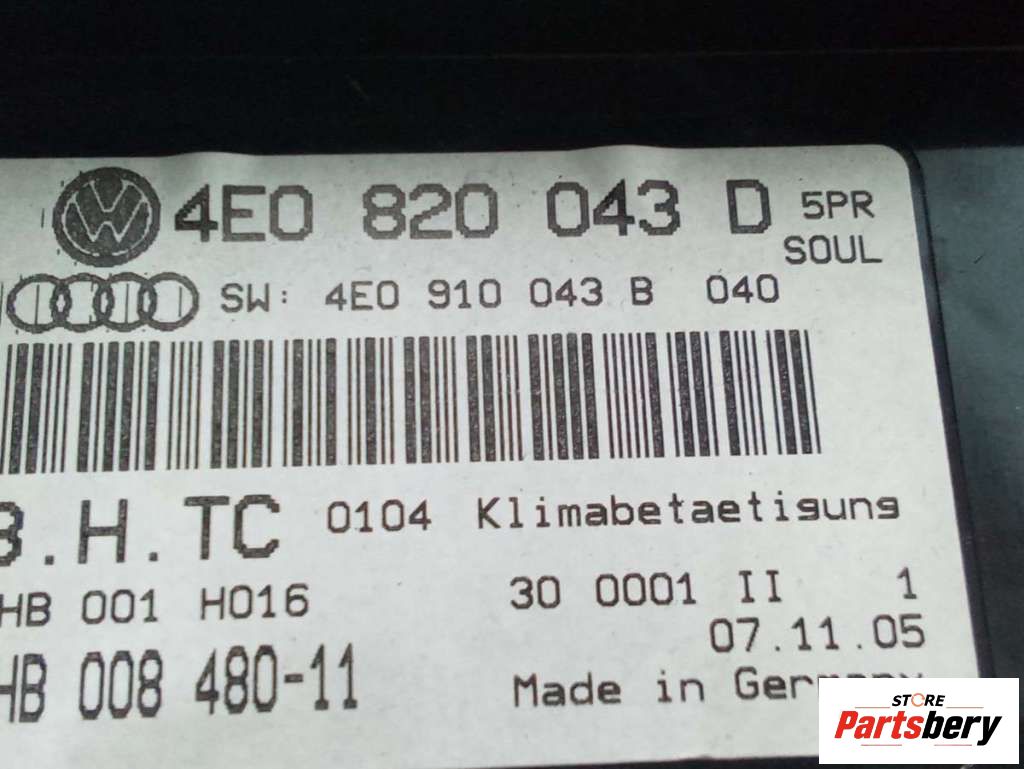 4E0 820 043 D 5PR
SOUL
SW: 4E0 910 043 B 040
B.H.TC 0104 Klimabetaetigung
HB 001 H016 30 0001 II 1
07.11.05
HB 008 480-11 Made in Germany
STORE
Partsbery